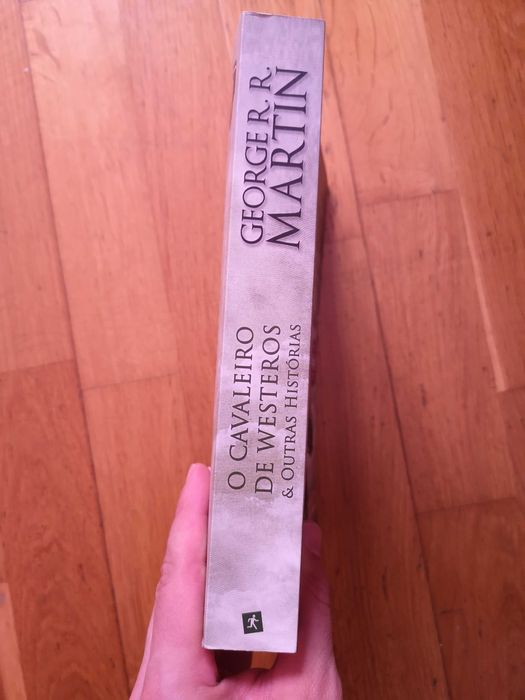 GEORGE R. R.
MARTIN
O CAVALEIRO
DE WESTEROS
& OUTRAS HISTÓRIAS